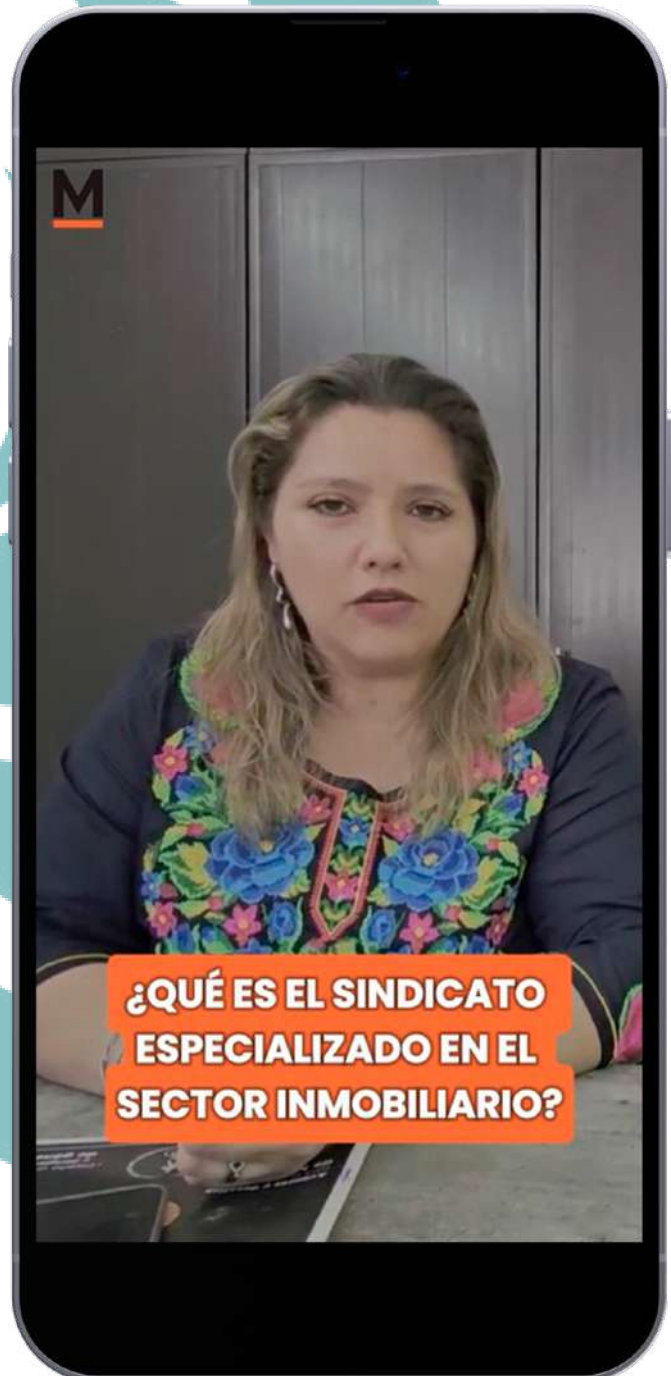 M
¿QUÉ ES EL SINDICATO
ESPECIALIZADO EN EL
SECTOR INMOBILIARIO?